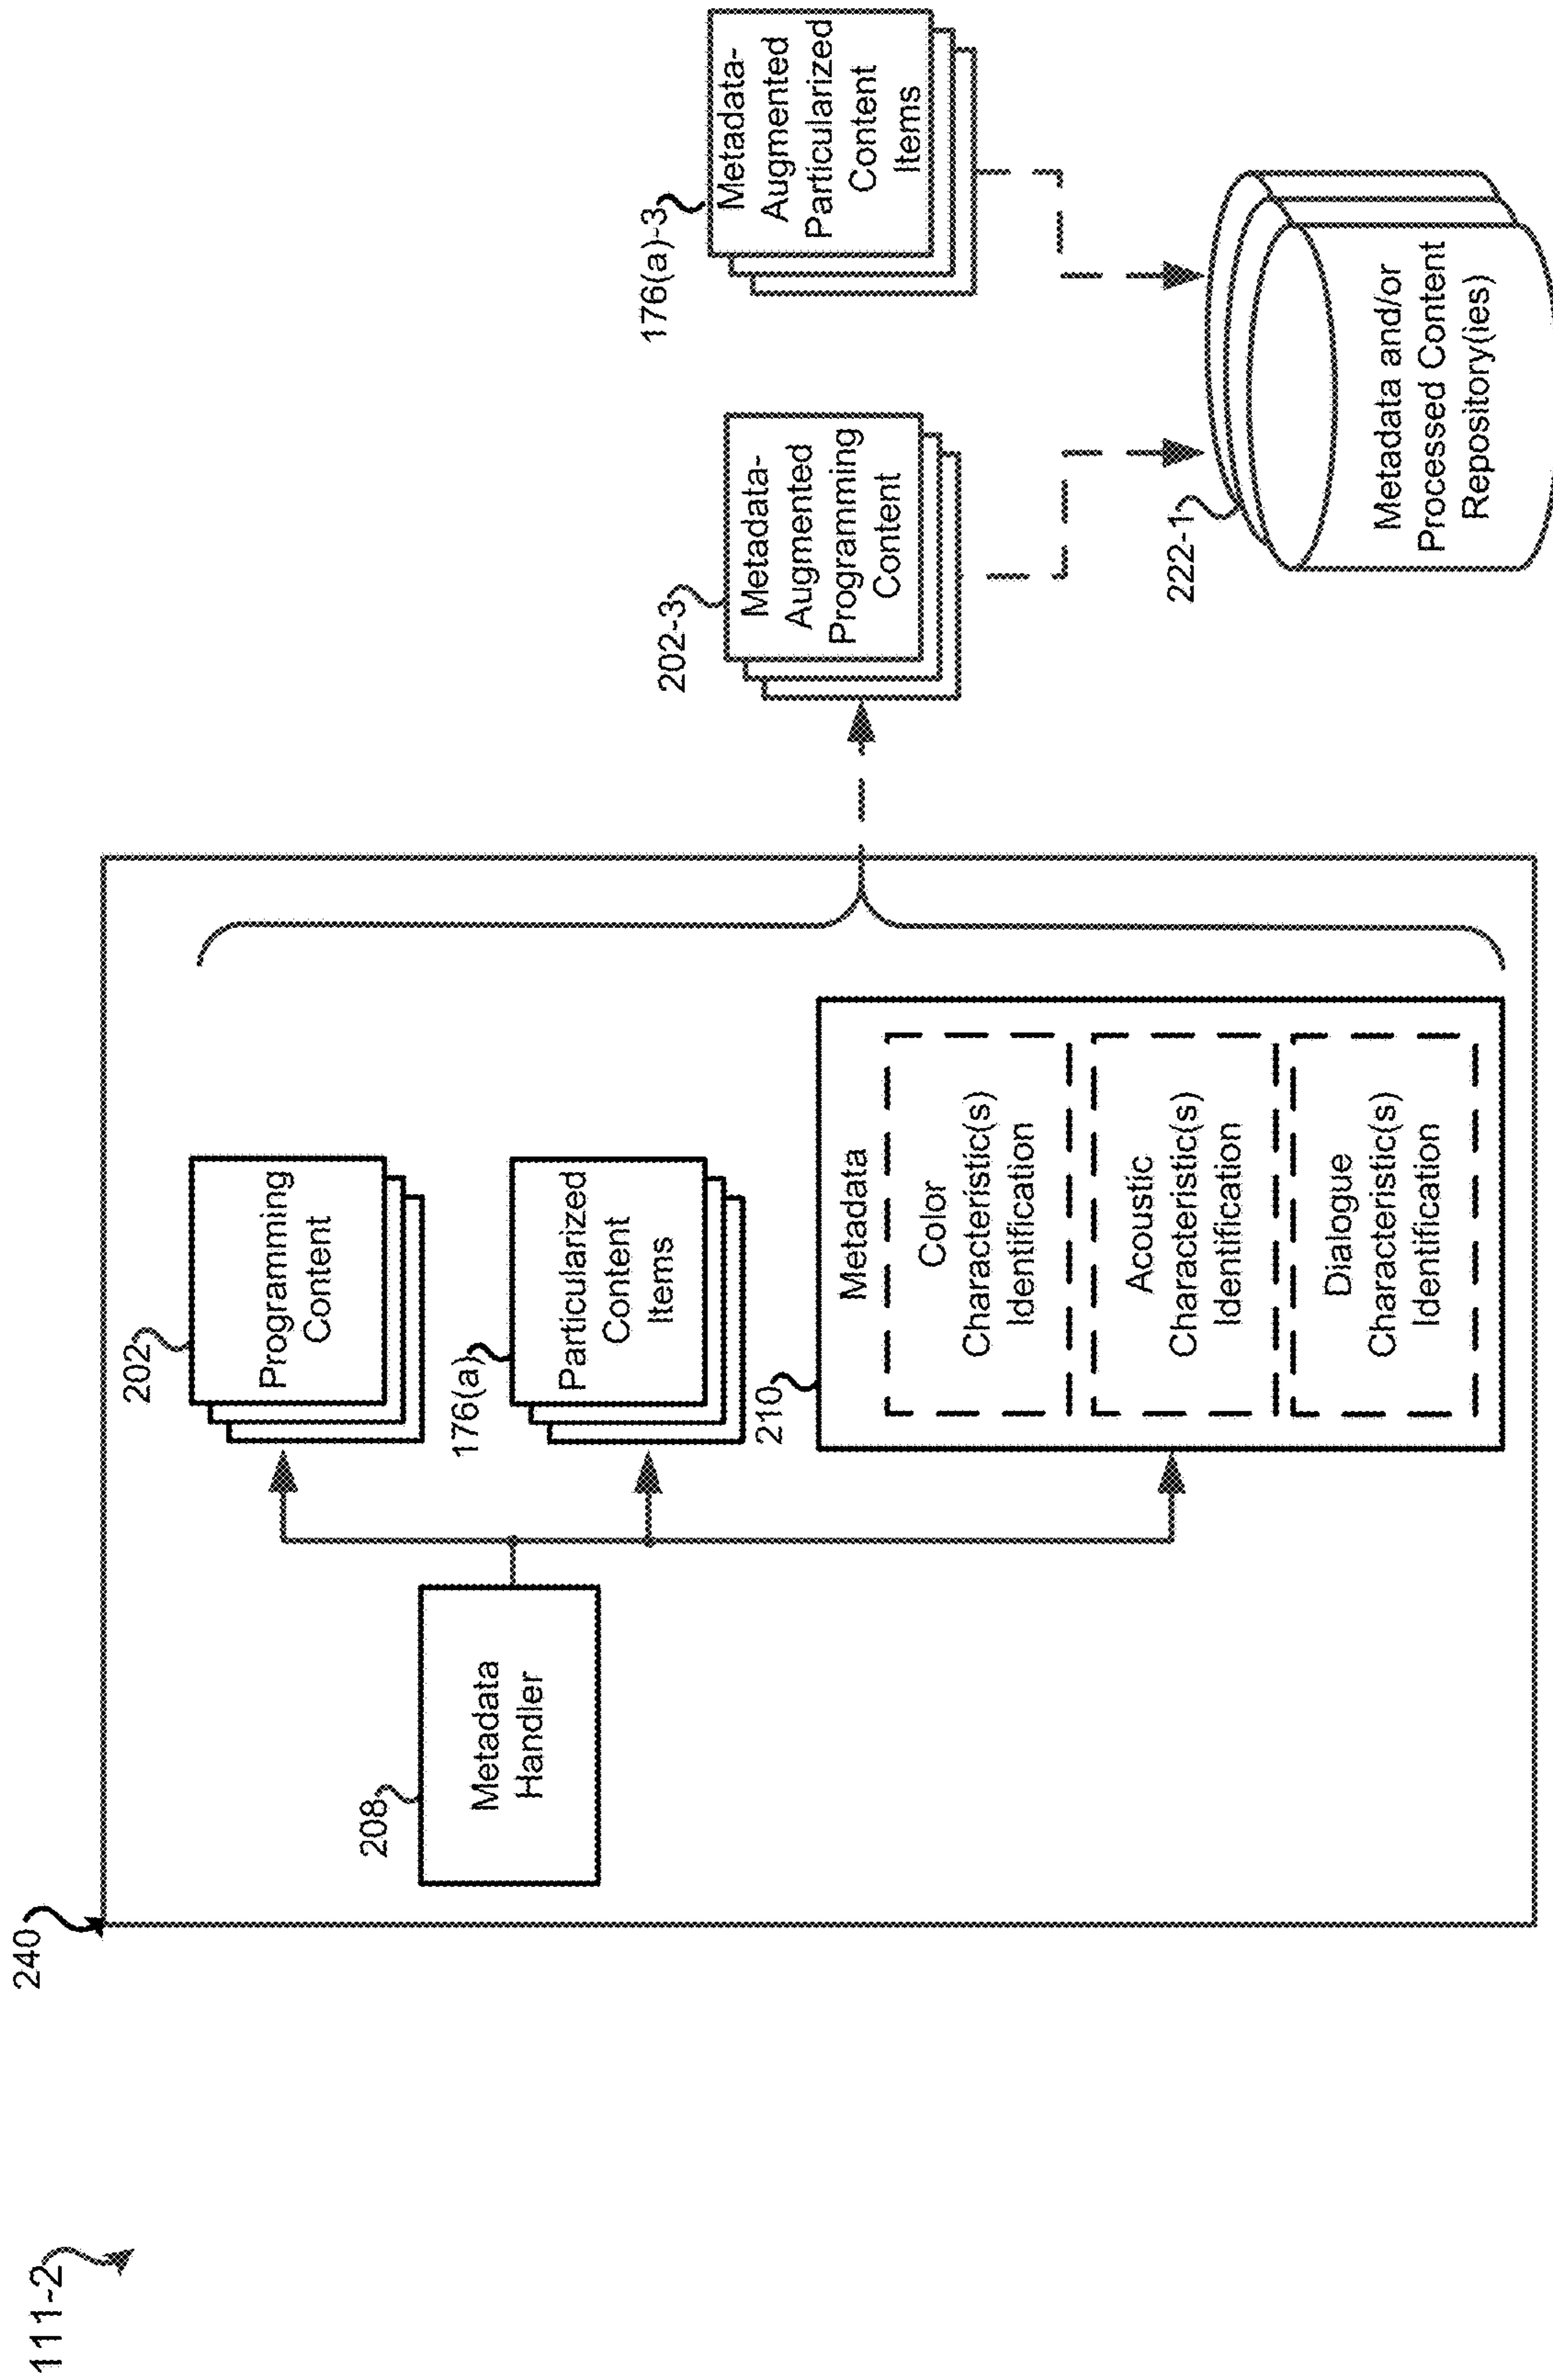 111-2
240
208
Metadata
Handler
202
Programming
Content
176(a)
Particularized
Content
Items
210
Metadata
Color
Characteristic(s)
Identification
Acoustic
Characteristic(s)
Identification
Dialogue
Characteristic(s)
Identification
202-3
Metadata-
Augmented
Programming
Content
176(a)-3
Metadata-
Augmented
Particularized
Content
Items
222-1
Metadata and/or
Processed Content
Repository(ies)